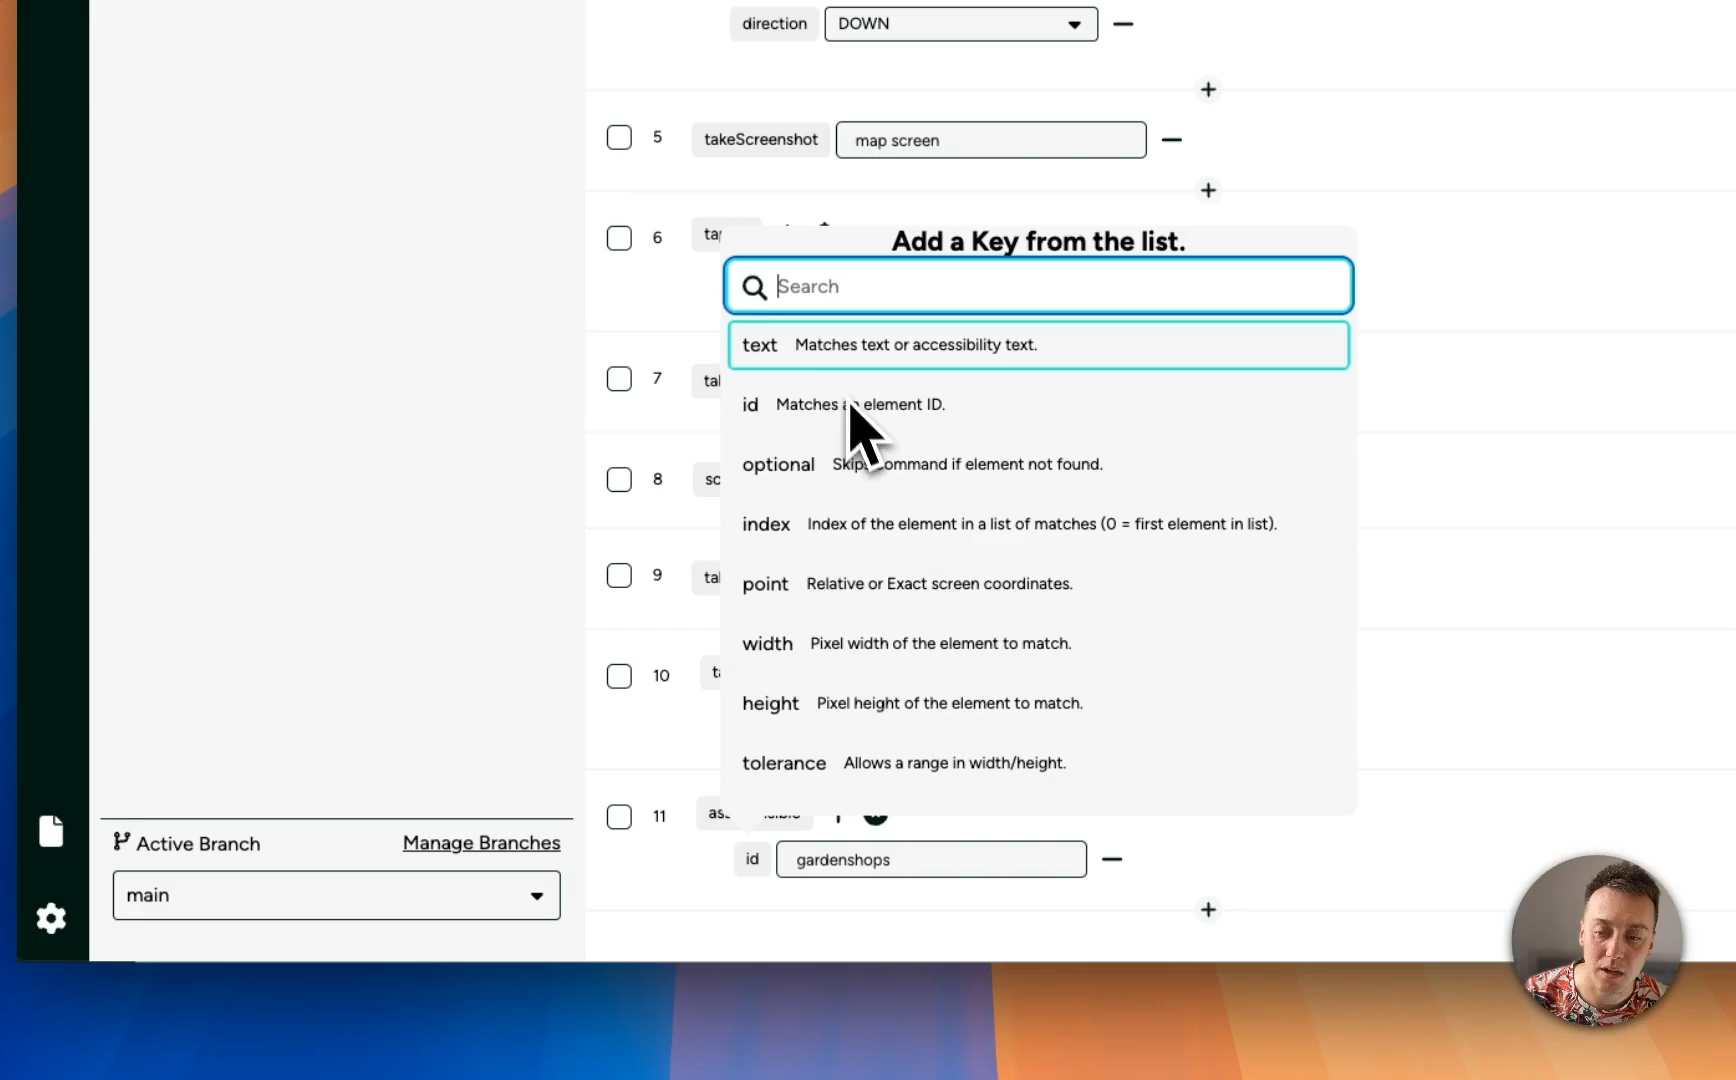 direction DOWN
5 takeScreenshot map screen
6
Add a Key from the list.
Search
text Matches text or accessibility text.
id Matches element ID.
optional command if element not found.
index Index of the element in a list of matches (0 = first element in list).
point Relative or Exact screen coordinates.
width Pixel width of the element to match.
height Pixel height of the element to match.
tolerance Allows a range in width/height.
7
8
9
10
11
id gardenshops
Active Branch Manage Branches
main